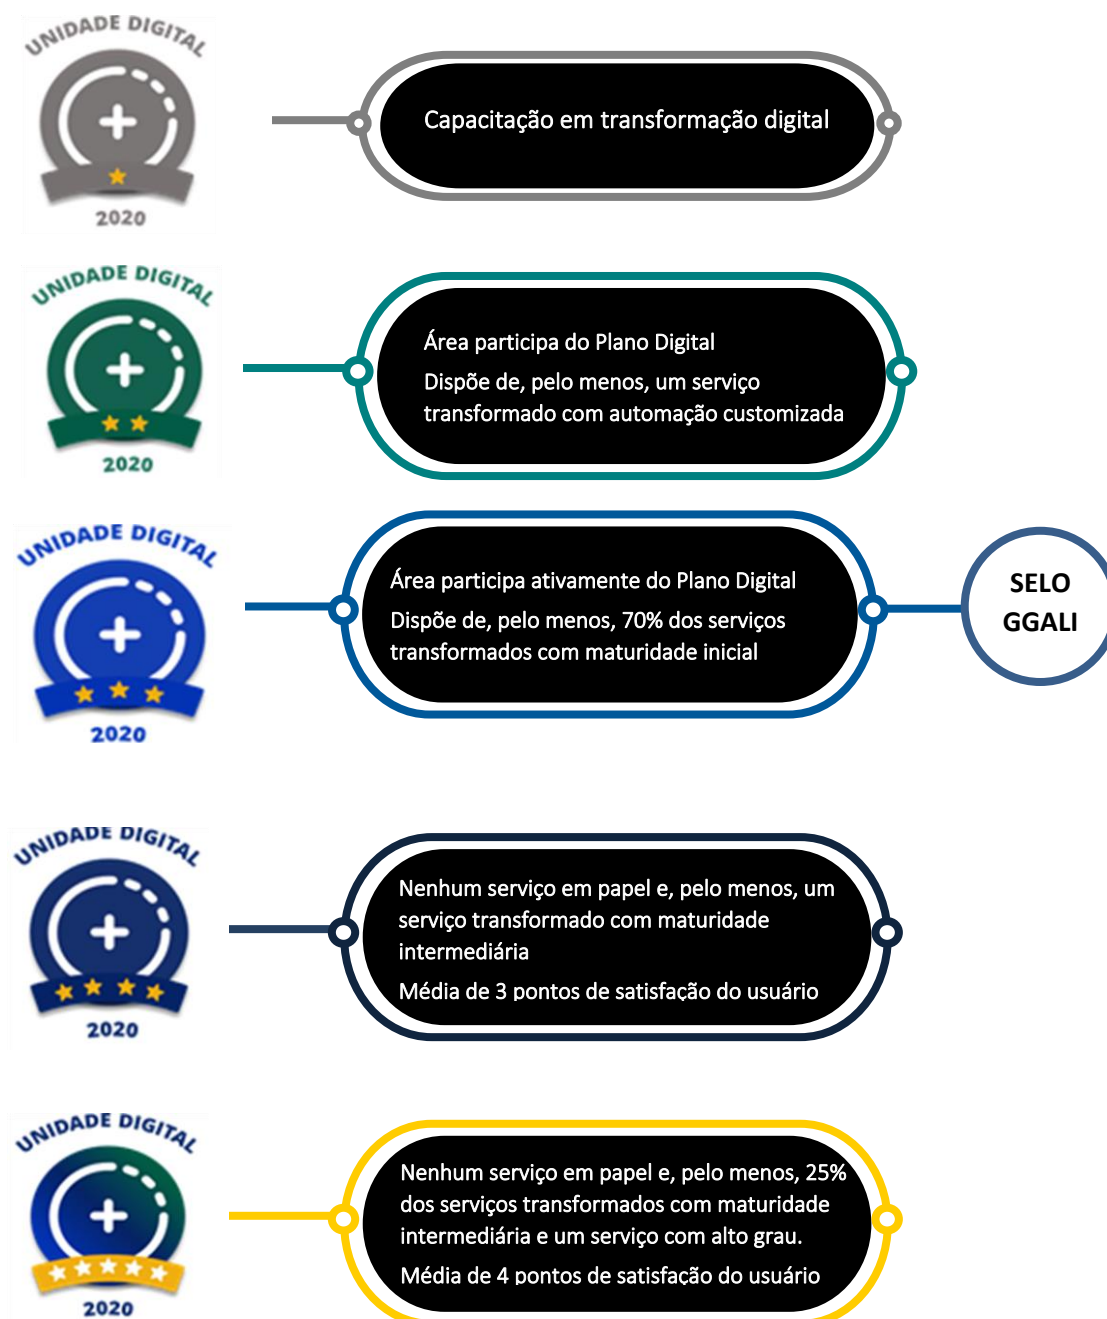 UNIDADE DIGITAL
2020
Capacitação em transformação digital
UNIDADE DIGITAL
2020
Área participa do Plano Digital
Dispõe de, pelo menos, um serviço
transformado com automação customizada
UNIDADE DIGITAL
2020
Área participa ativamente do Plano Digital
Dispõe de, pelo menos, 70% dos serviços
transformados com maturidade inicial
SELO
GGALI
UNIDADE DIGITAL
2020
Nenhum serviço em papel e, pelo menos, um
serviço transformado com maturidade
intermediária
Média de 3 pontos de satisfação do usuário
UNIDADE DIGITAL
2020
Nenhum serviço em papel e, pelo menos, 25%
dos serviços transformados com maturidade
intermediária e um serviço com alto grau.
Média de 4 pontos de satisfação do usuário